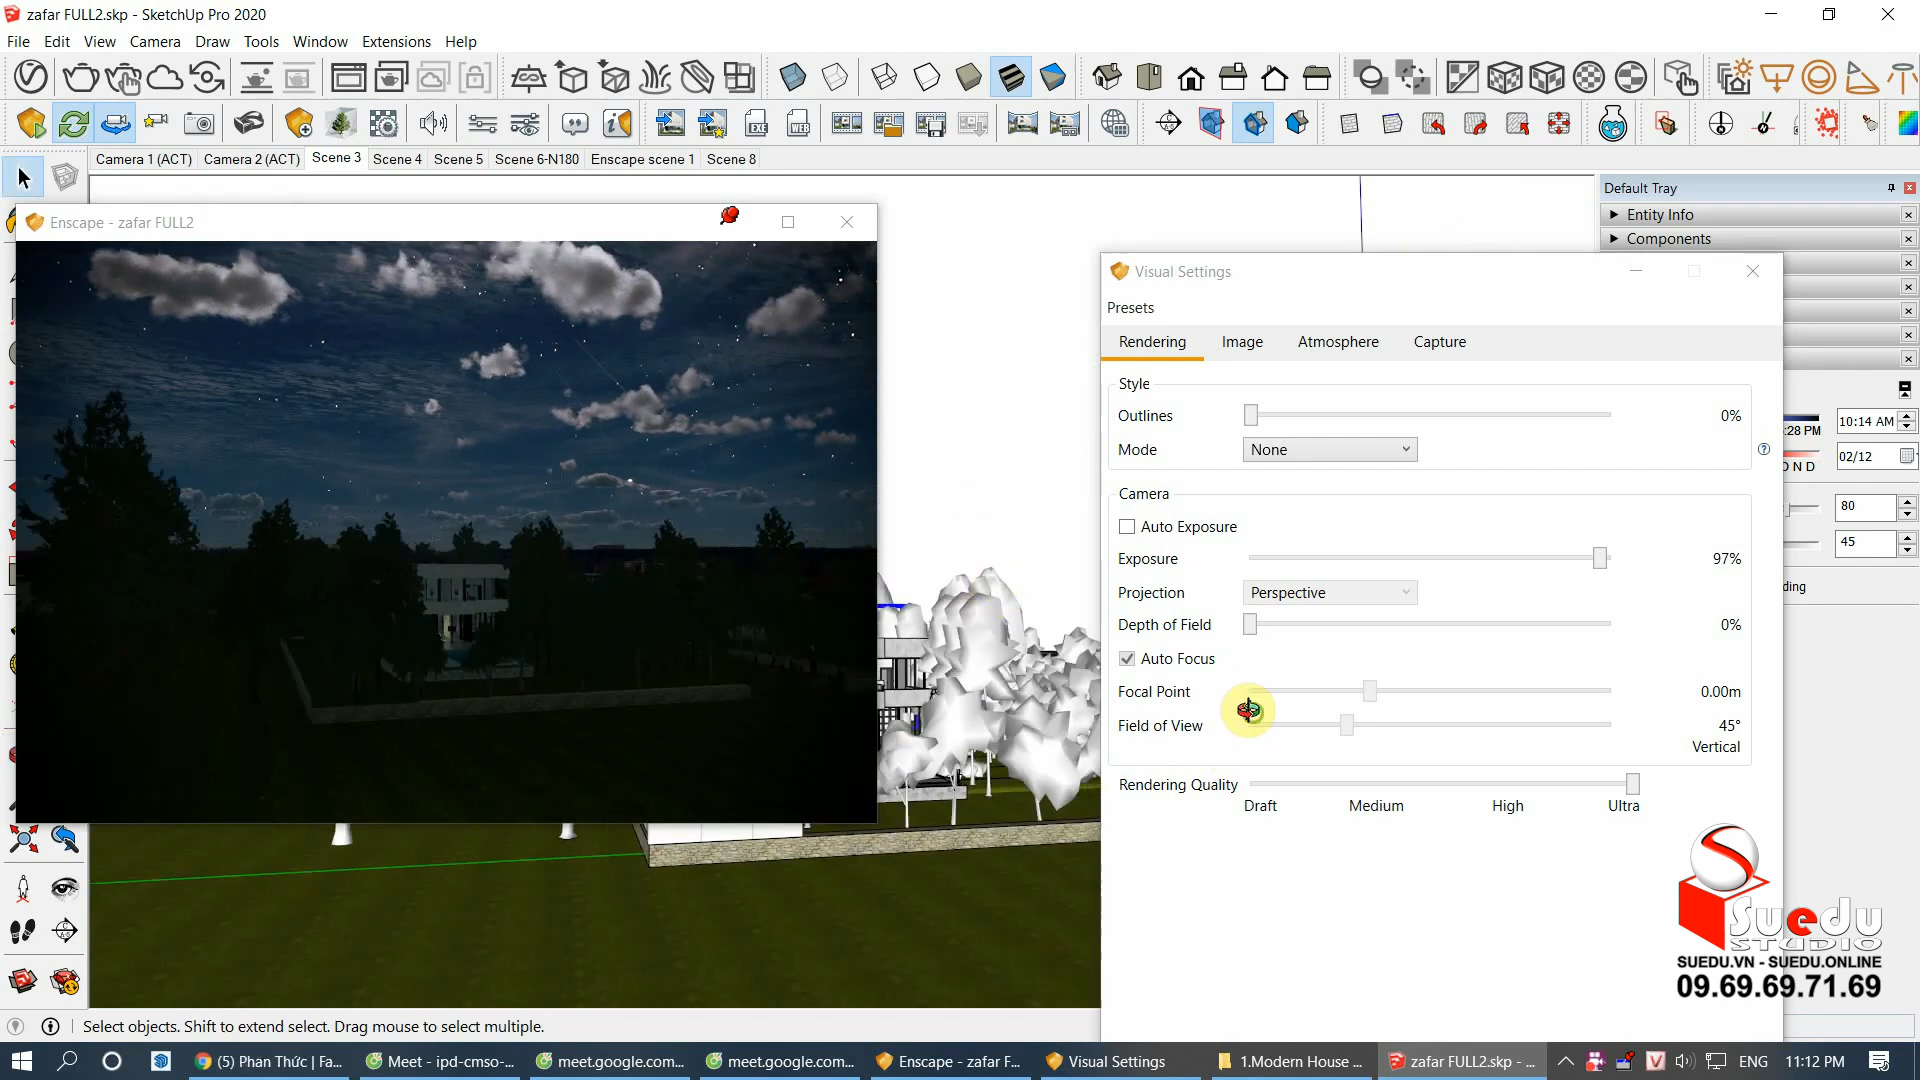 zafar FULL2.skp - SketchUp Pro 2020
File Edit View Camera Draw Tools Window Extensions Help
EXE WEB
Camera 1 (ACT) Camera 2 (ACT) Scene 3 Scene 4 Scene 5 Scene 6-N180 Enscape scene 1 Scene 8
Default Tray
Entity Info
Components
Enscape - zafar FULL2
Visual Settings
Presets
Rendering Image Atmosphere Capture
Style
Outlines 0%
Mode None
Camera
Auto Exposure
Exposure 97%
Projection Perspective
Depth of Field 0%
Auto Focus
Focal Point 0.00m
Field of View 45°
Vertical
Rendering Quality
Draft Medium High Ultra
:28 PM 10:14 AM
O N D 02/12
80
45
ding
Suedu
STUDIO
SUEDU.VN - SUEDU.ONLINE
09.69.69.71.69
Select objects. Shift to extend select. Drag mouse to select multiple.
(5) Phan Thức | Fa... Meet - ipd-cmso-... meet.google.com... meet.google.com... Enscape - zafar F... Visual Settings 1.Modern House ... zafar FULL2.skp - ... ENG 11:12 PM